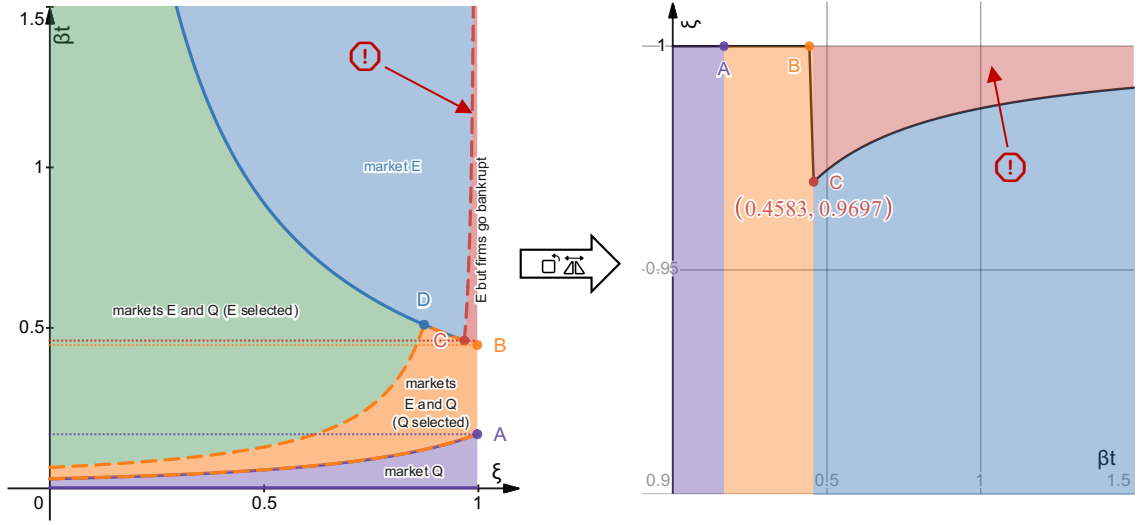 1.5
βt
!
1
market E
E but firms go bankrupt
D
markets E and Q (E selected)
0.5
C
B
markets
E and Q
(Q selected)
A
market Q
0
0.5
1
ξ
ξ
1
A
B
!
C
(0.4583, 0.9697)
0.95
βt
0.9
0.5
1
1.5